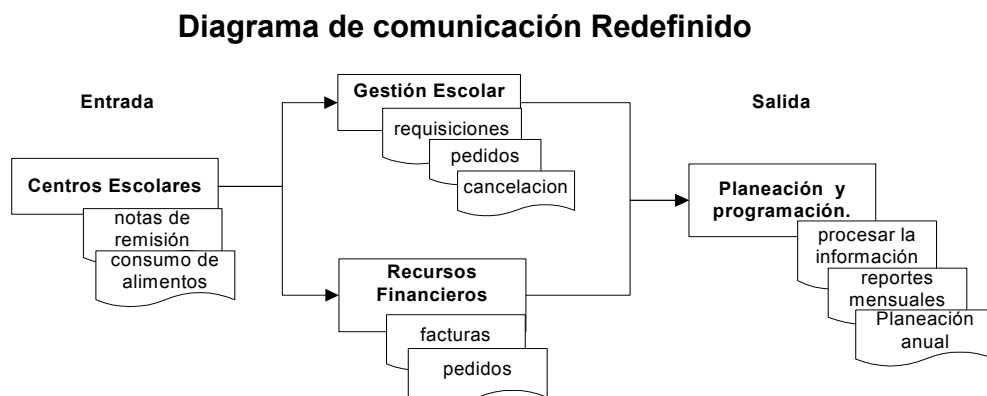 Diagrama de comunicación Redefinido
Entrada
Centros Escolares
notas de
remisión
consumo de
alimentos
Gestión Escolar
requisiciones
pedidos
cancelacion
Recursos
Financieros
facturas
pedidos
Salida
Planeación y
programación.
procesar la
información
reportes
mensuales
Planeación
anual